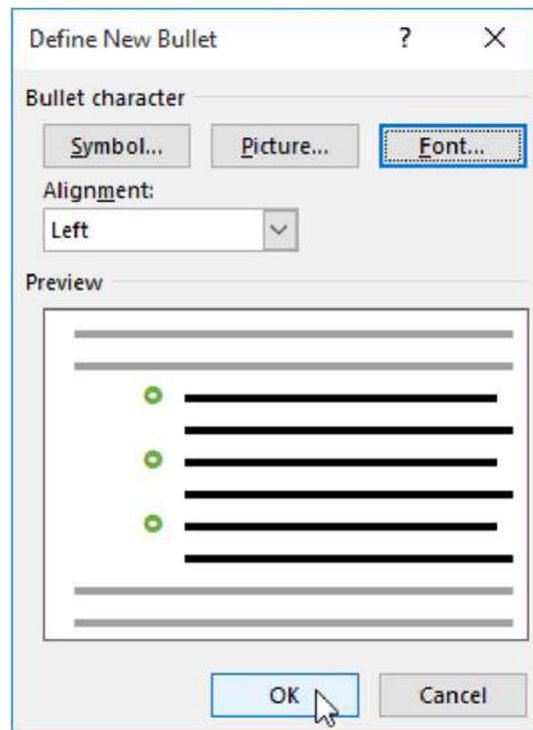 Define New Bullet ? ×
Bullet character
Symbol... Picture... Font...
Alignment:
Left
Preview
OK Cancel